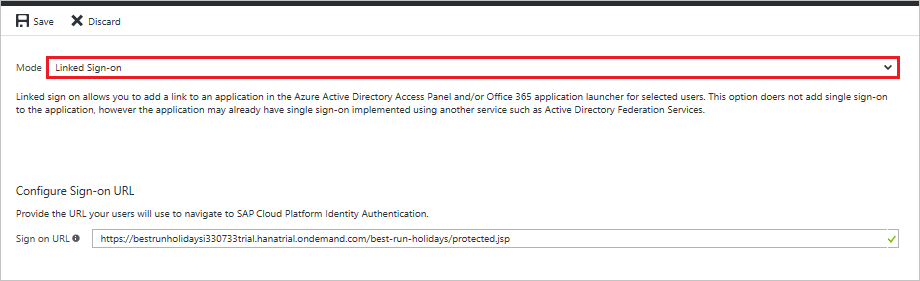 Save Discard
Mode Linked Sign-on
Linked sign on allows you to add a link to an application in the Azure Active Directory Access Panel and/or Office 365 application launcher for selected users. This option doers not add single sign-on
to the application, however the application may already have single sign-on implemented using another service such as Active Directory Federation Services.
Configure Sign-on URL
Provide the URL your users will use to navigate to SAP Cloud Platform Identity Authentication.
Sign on URL https://bestrunholidaysi330733trial.hanatrial.ondemand.com/best-run-holidays/protected.jsp